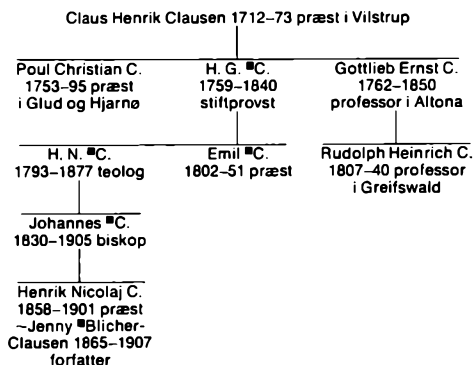 Claus Henrik Clausen 1712–73 præst i Vilstrup
Poul Christian C.
1753–95 præst
i Glud og Hjarnø
H. G. ■C.
1759–1840
stiftprovst
Gottlieb Ernst C.
1762–1850
professor i Altona
H. N. ■C.
1793–1877 teolog
Emil ■C.
1802–51 præst
Rudolph Heinrich C.
1807–40 professor
i Greifswald
Johannes ■C.
1830–1905 biskop
Henrik Nicolaj C.
1858–1901 præst
~Jenny ■Blicher-
Clausen 1865–1907
forfatter